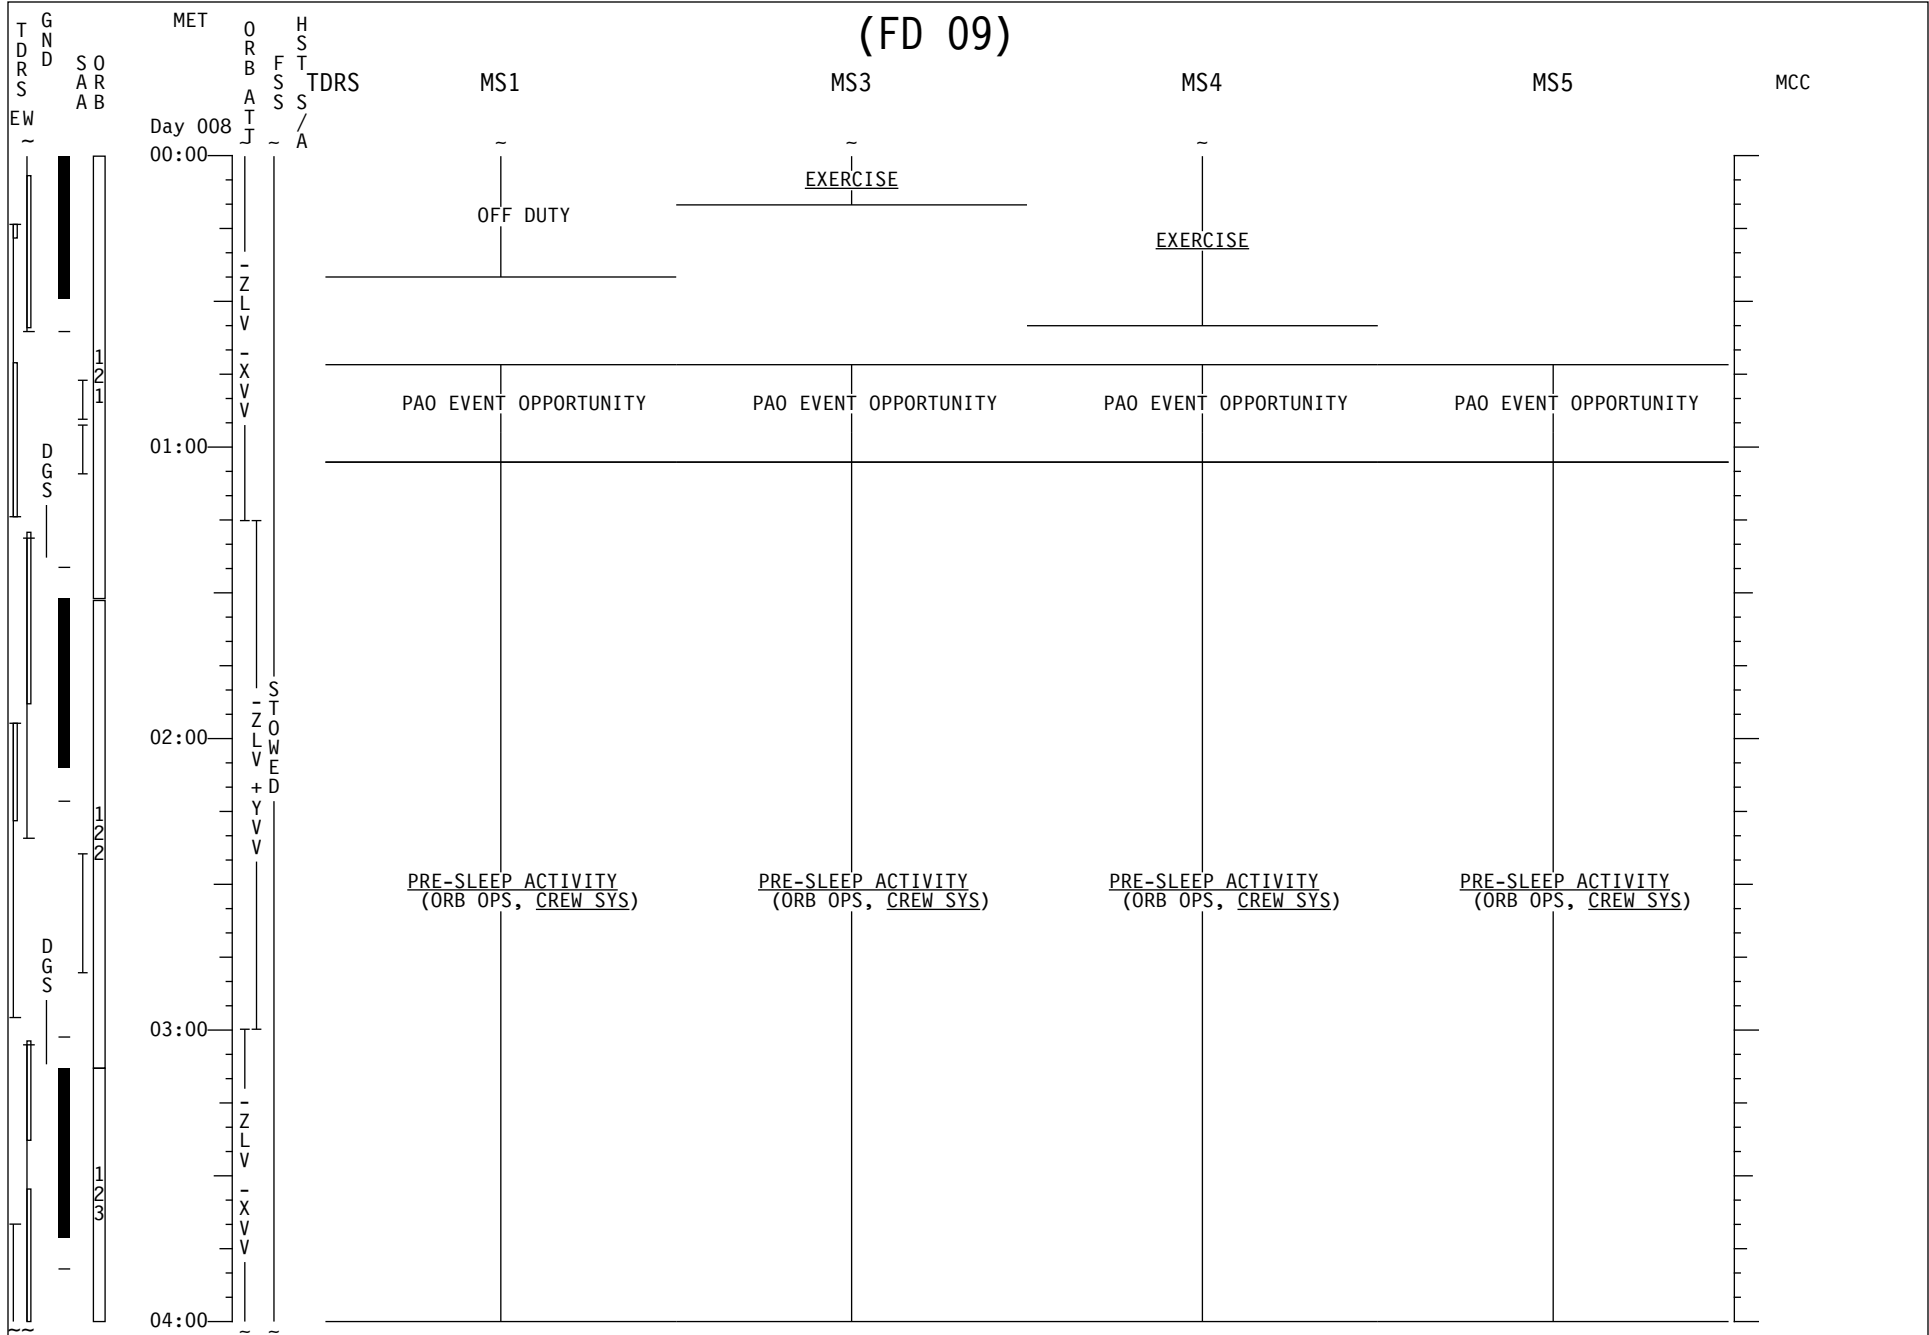 (FD 09)
TDRS
EW
GND
SAA
ORB
MET
Day 008
ORB ATT
FSS
HST S/A
TDRS
MS1
MS3
MS4
MS5
MCC
~ ~ ~ ~ ~ ~
00:00
EXERCISE
OFF DUTY
EXERCISE
-ZLV -XVV
121
PAO EVENT OPPORTUNITY
PAO EVENT OPPORTUNITY
PAO EVENT OPPORTUNITY
PAO EVENT OPPORTUNITY
01:00
DGS
-ZLV +YVV
STOWED
02:00
122
PRE-SLEEP ACTIVITY
(ORB OPS, CREW SYS)
PRE-SLEEP ACTIVITY
(ORB OPS, CREW SYS)
PRE-SLEEP ACTIVITY
(ORB OPS, CREW SYS)
PRE-SLEEP ACTIVITY
(ORB OPS, CREW SYS)
DGS
03:00
-ZLV -XVV
123
04:00
~~ ~ ~